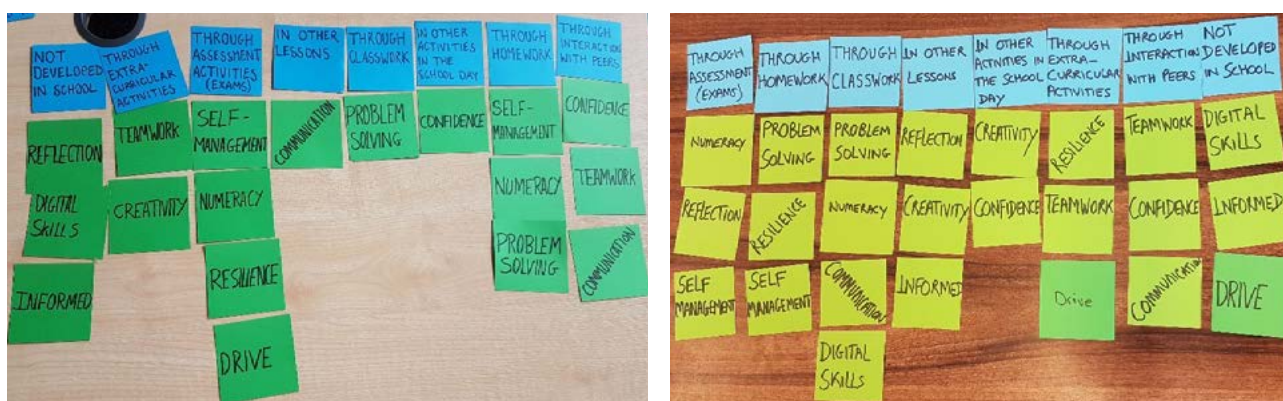 NOT
DEVELOPED
IN SCHOOL
THROUGH
EXTRA-
CURRICULAR
ACTIVITIES
THROUGH
ASSESSMENT
ACTIVITIES
(EXAMS)
IN OTHER
LESSONS
THROUGH
CLASSWORK
IN OTHER
ACTIVITIES
IN THE
SCHOOL DAY
THROUGH
HOMEWORK
THROUGH
INTERACTION
WITH PEERS
REFLECTION
TEAMWORK
SELF-
MANAGEMENT
COMMUNICATION
PROBLEM
SOLVING
CONFIDENCE
SELF-
MANAGEMENT
CONFIDENCE
DIGITAL
SKILLS
CREATIVITY
NUMERACY
NUMERACY
TEAMWORK
INFORMED
RESILIENCE
PROBLEM
SOLVING
COMMUNICATION
DRIVE
THROUGH
ASSESSMENT
(EXAMS)
THROUGH
HOMEWORK
THROUGH
CLASSWORK
IN OTHER
LESSONS
IN OTHER
ACTIVITIES IN
THE SCHOOL
DAY
THROUGH
EXTRA-
CURRICULAR
ACTIVITIES
THROUGH
INTERACTION
WITH PEERS
NOT
DEVELOPED
IN SCHOOL
NUMERACY
PROBLEM
SOLVING
PROBLEM
SOLVING
REFLECTION
CREATIVITY
RESILIENCE
TEAMWORK
DIGITAL
SKILLS
REFLECTION
RESILIENCE
NUMERACY
CREATIVITY
CONFIDENCE
TEAMWORK
CONFIDENCE
INFORMED
SELF
MANAGEMENT
SELF
MANAGEMENT
COMMUNICATION
INFORMED
Drive
COMMUNICATION
DRIVE
DIGITAL
SKILLS